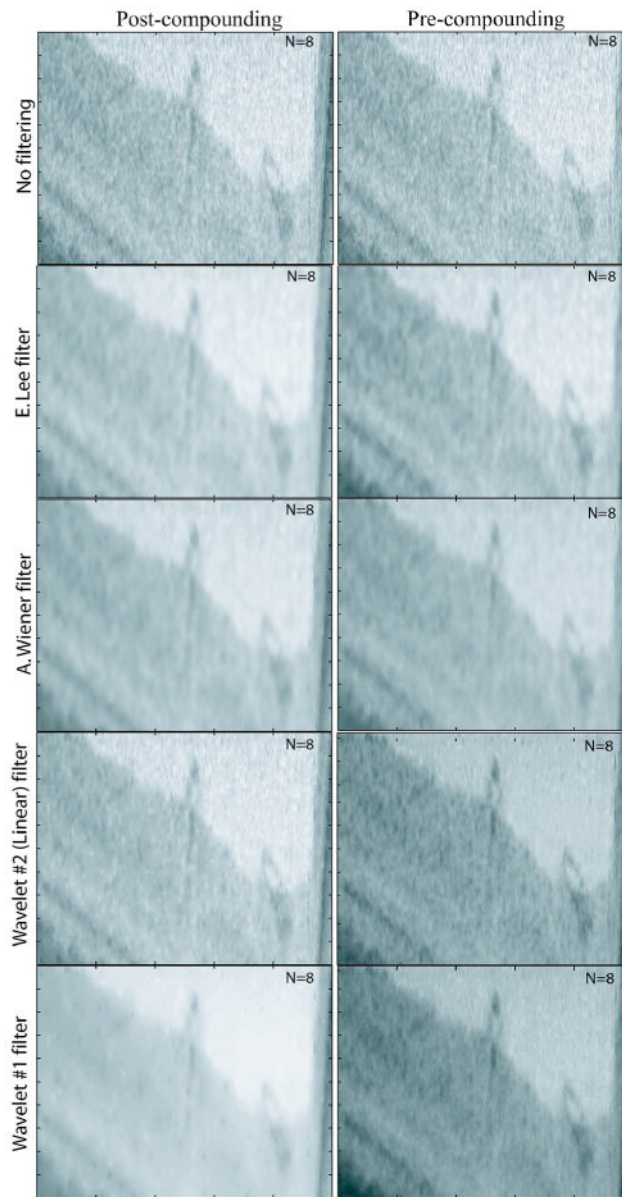 Post-compounding
Pre-compounding
No filtering
N=8
N=8
E.Lee filter
N=8
N=8
A.Wiener filter
N=8
N=8
Wavelet #2 (Linear) filter
N=8
N=8
Wavelet #1 filter
N=8
N=8